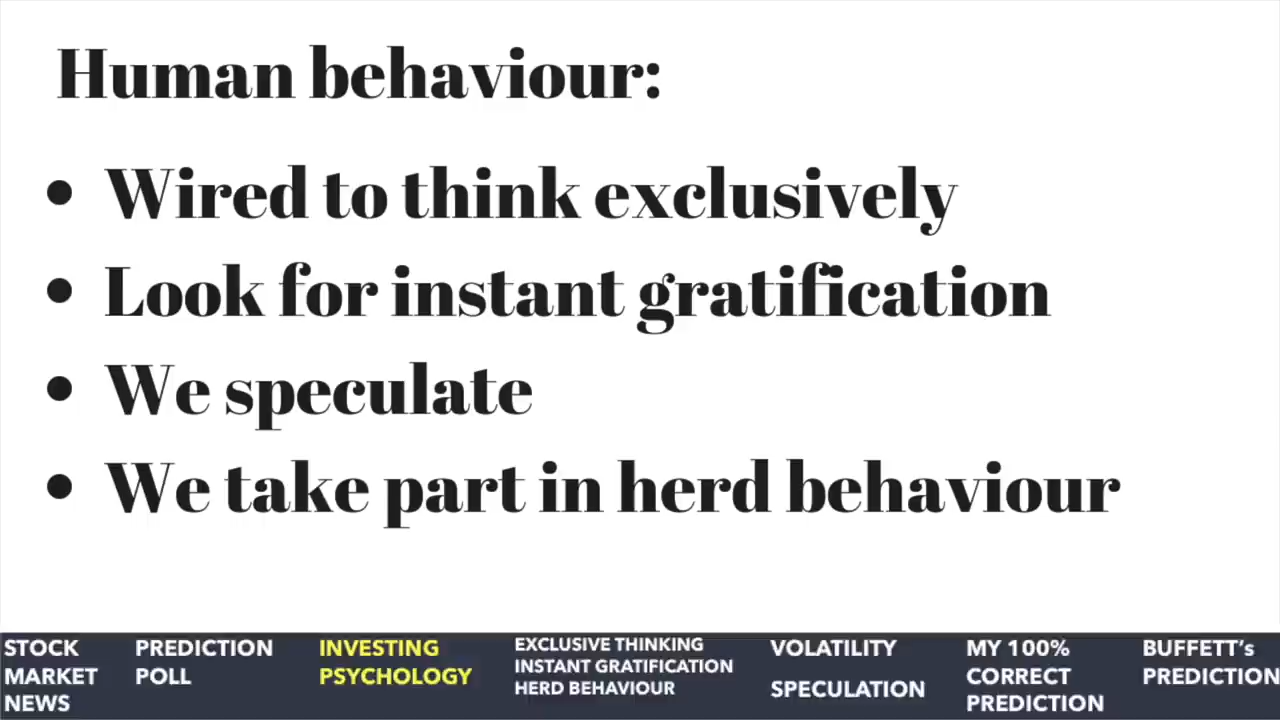 Human behaviour:
• Wired to think exclusively
• Look for instant gratification
• We speculate
• We take part in herd behaviour
STOCK
MARKET
NEWS
PREDICTION
POLL
INVESTING
PSYCHOLOGY
EXCLUSIVE THINKING
INSTANT GRATIFICATION
HERD BEHAVIOUR
VOLATILITY
SPECULATION
MY 100%
CORRECT
PREDICTION
BUFFETT's
PREDICTION